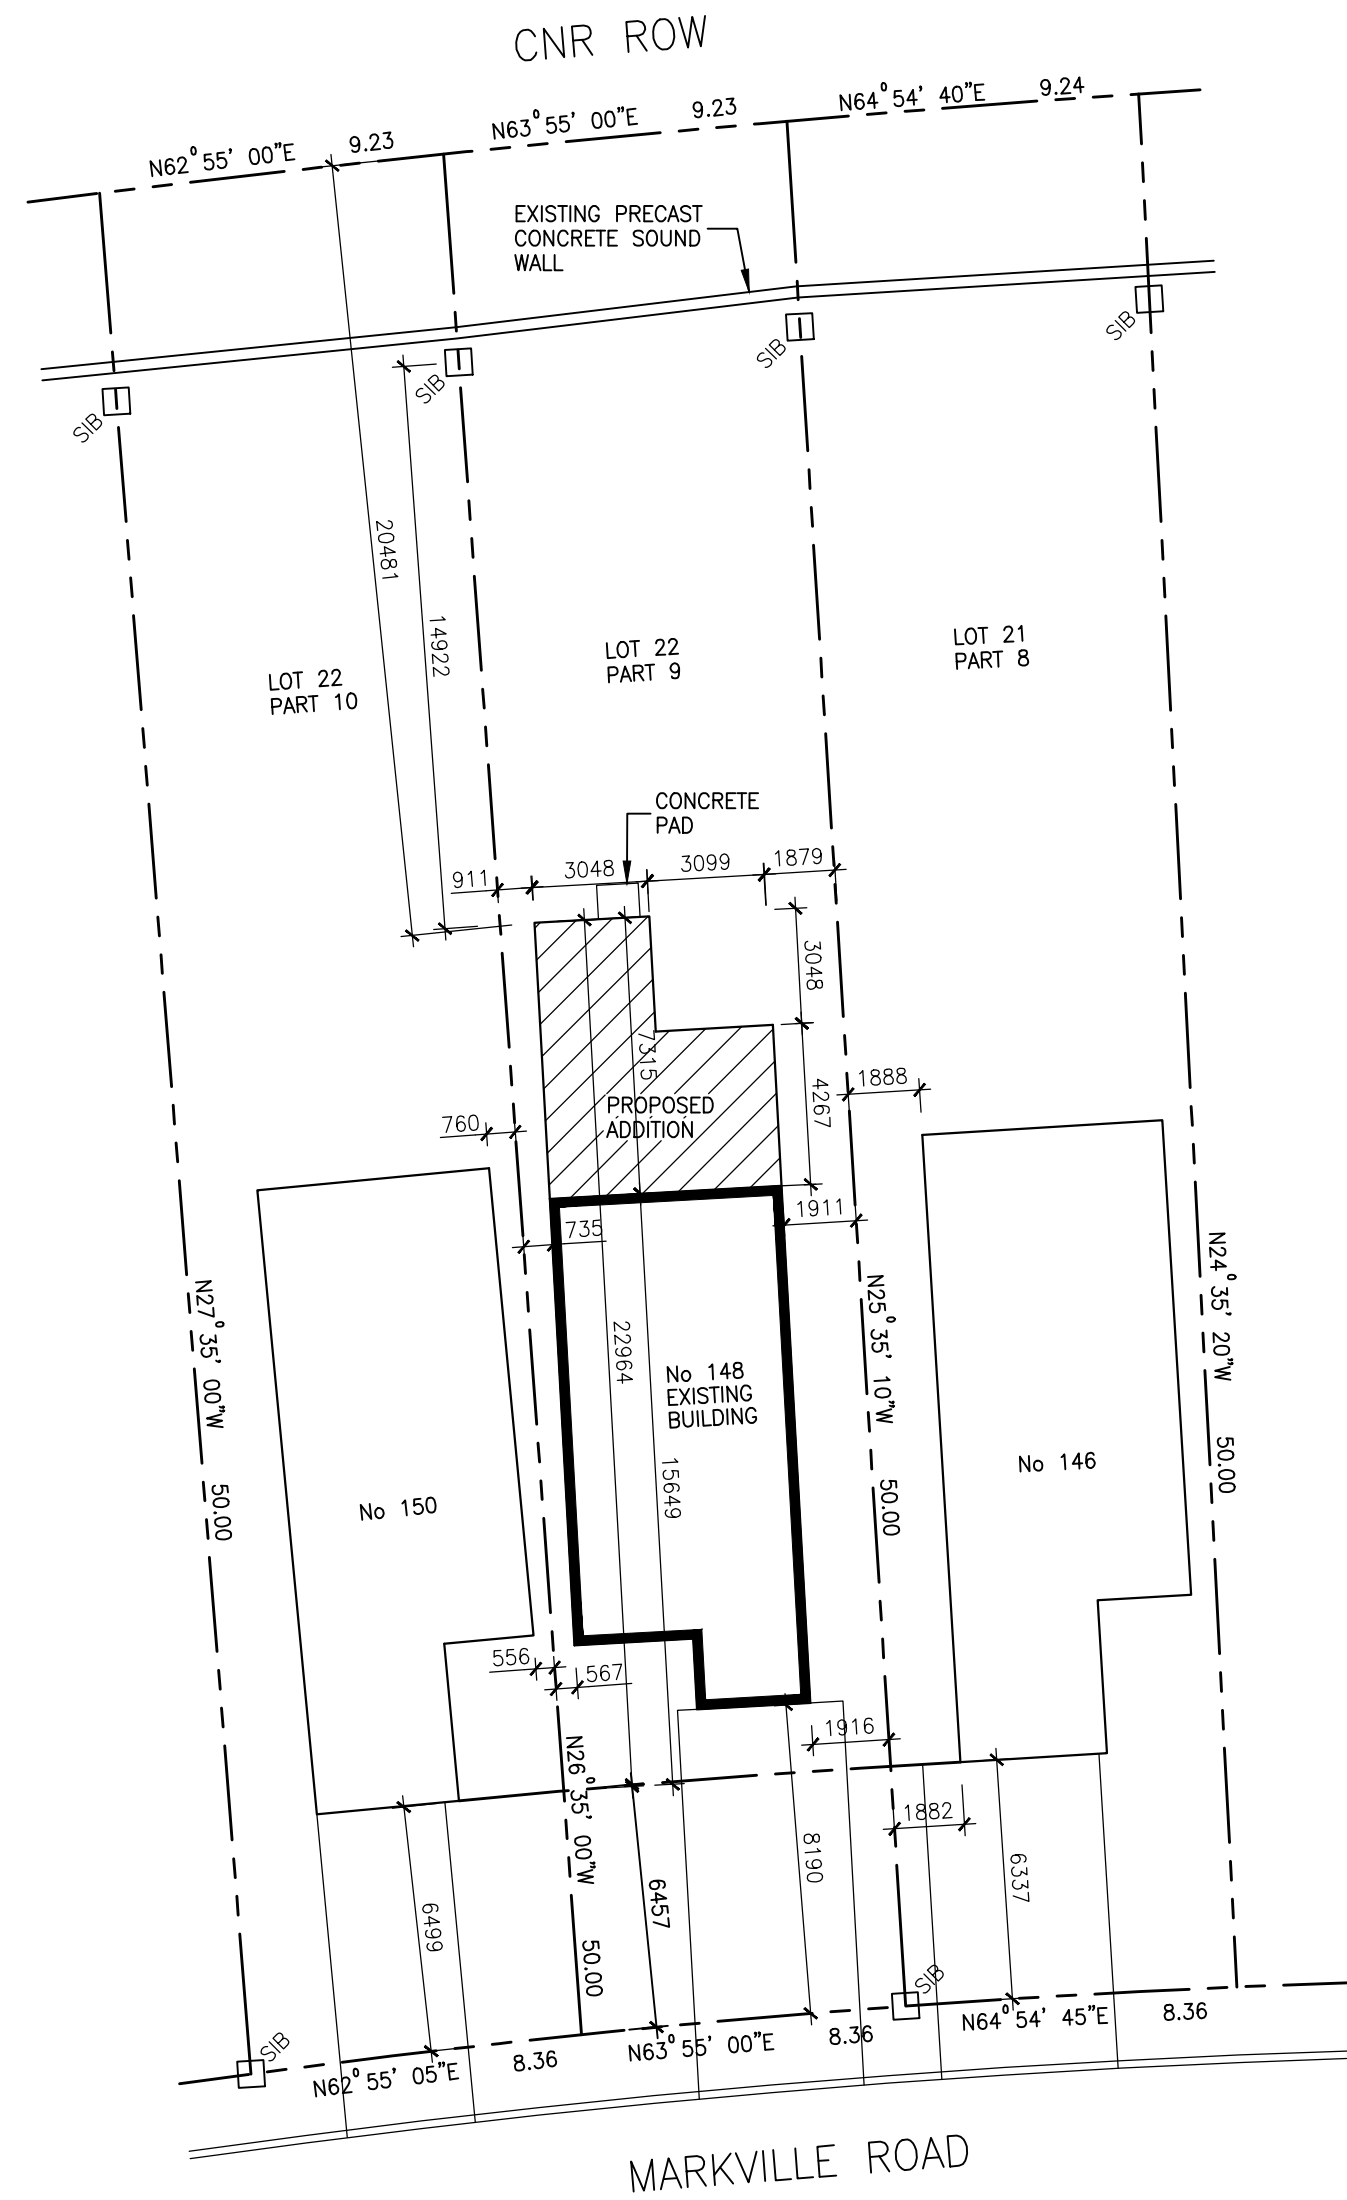 CNR ROW
N62° 55' 00"E
9.23
N63° 55' 00"E
9.23
N64° 54' 40"E
9.24
EXISTING PRECAST
CONCRETE SOUND
WALL
SIB
SIB
SIB
SIB
20481
14922
LOT 22
PART 10
LOT 22
PART 9
LOT 21
PART 8
CONCRETE
PAD
911
3048
3099
1879
3048
7315
4267
1888
760
PROPOSED
ADDITION
735
1911
N27° 35' 00"W
50.00
22964
No 148
EXISTING
BUILDING
15649
N25° 35' 10"W
50.00
N24° 35' 20"W
50.00
No 150
No 146
556
567
1916
N26° 35' 00"W
50.00
1882
6499
6457
8190
6337
SIB
SIB
N62° 55' 05"E
8.36
N63° 55' 00"E
8.36
N64° 54' 45"E
8.36
MARKVILLE ROAD